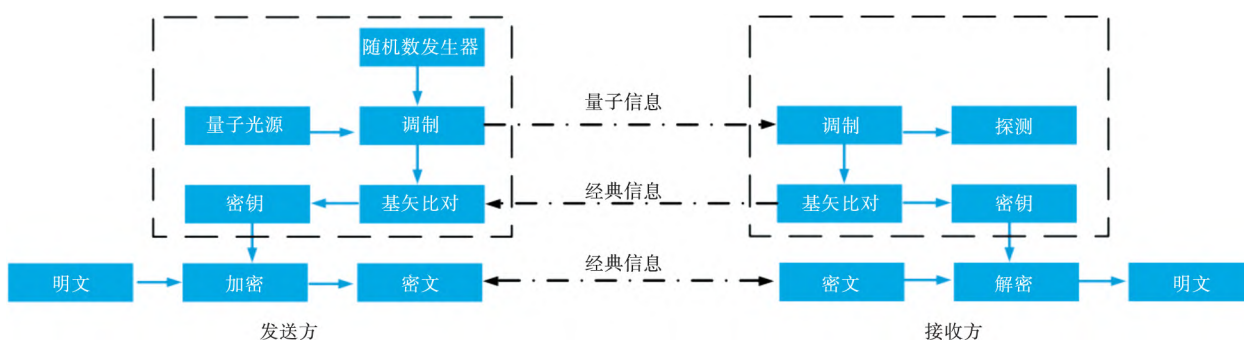 随机数发生器
量子信息
量子光源
调制
调制
探测
经典信息
密钥
基矢比对
基矢比对
密钥
经典信息
明文
加密
密文
密文
解密
明文
发送方
接收方